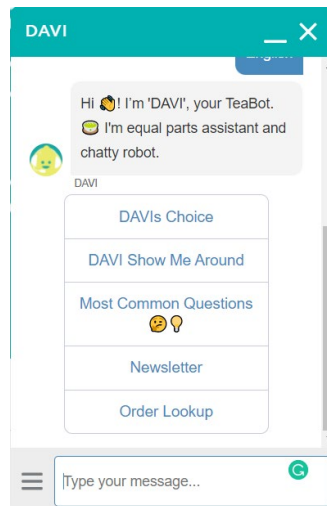 DAVI
English
Hi 👏! I'm 'DAVI', your TeaBot.
🍵 I'm equal parts assistant and
chatty robot.
DAVI
DAVIs Choice
DAVI Show Me Around
Most Common Questions
🤔💡
Newsletter
Order Lookup
Type your message...